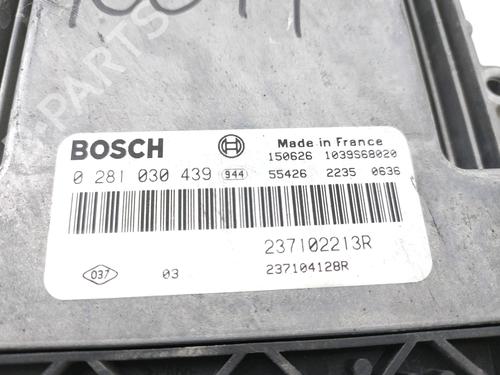 BOSCH Made in France
150626 1039S68020
0 281 030 439 944 55426 2235 0636
237102213R
037 03 237104128R